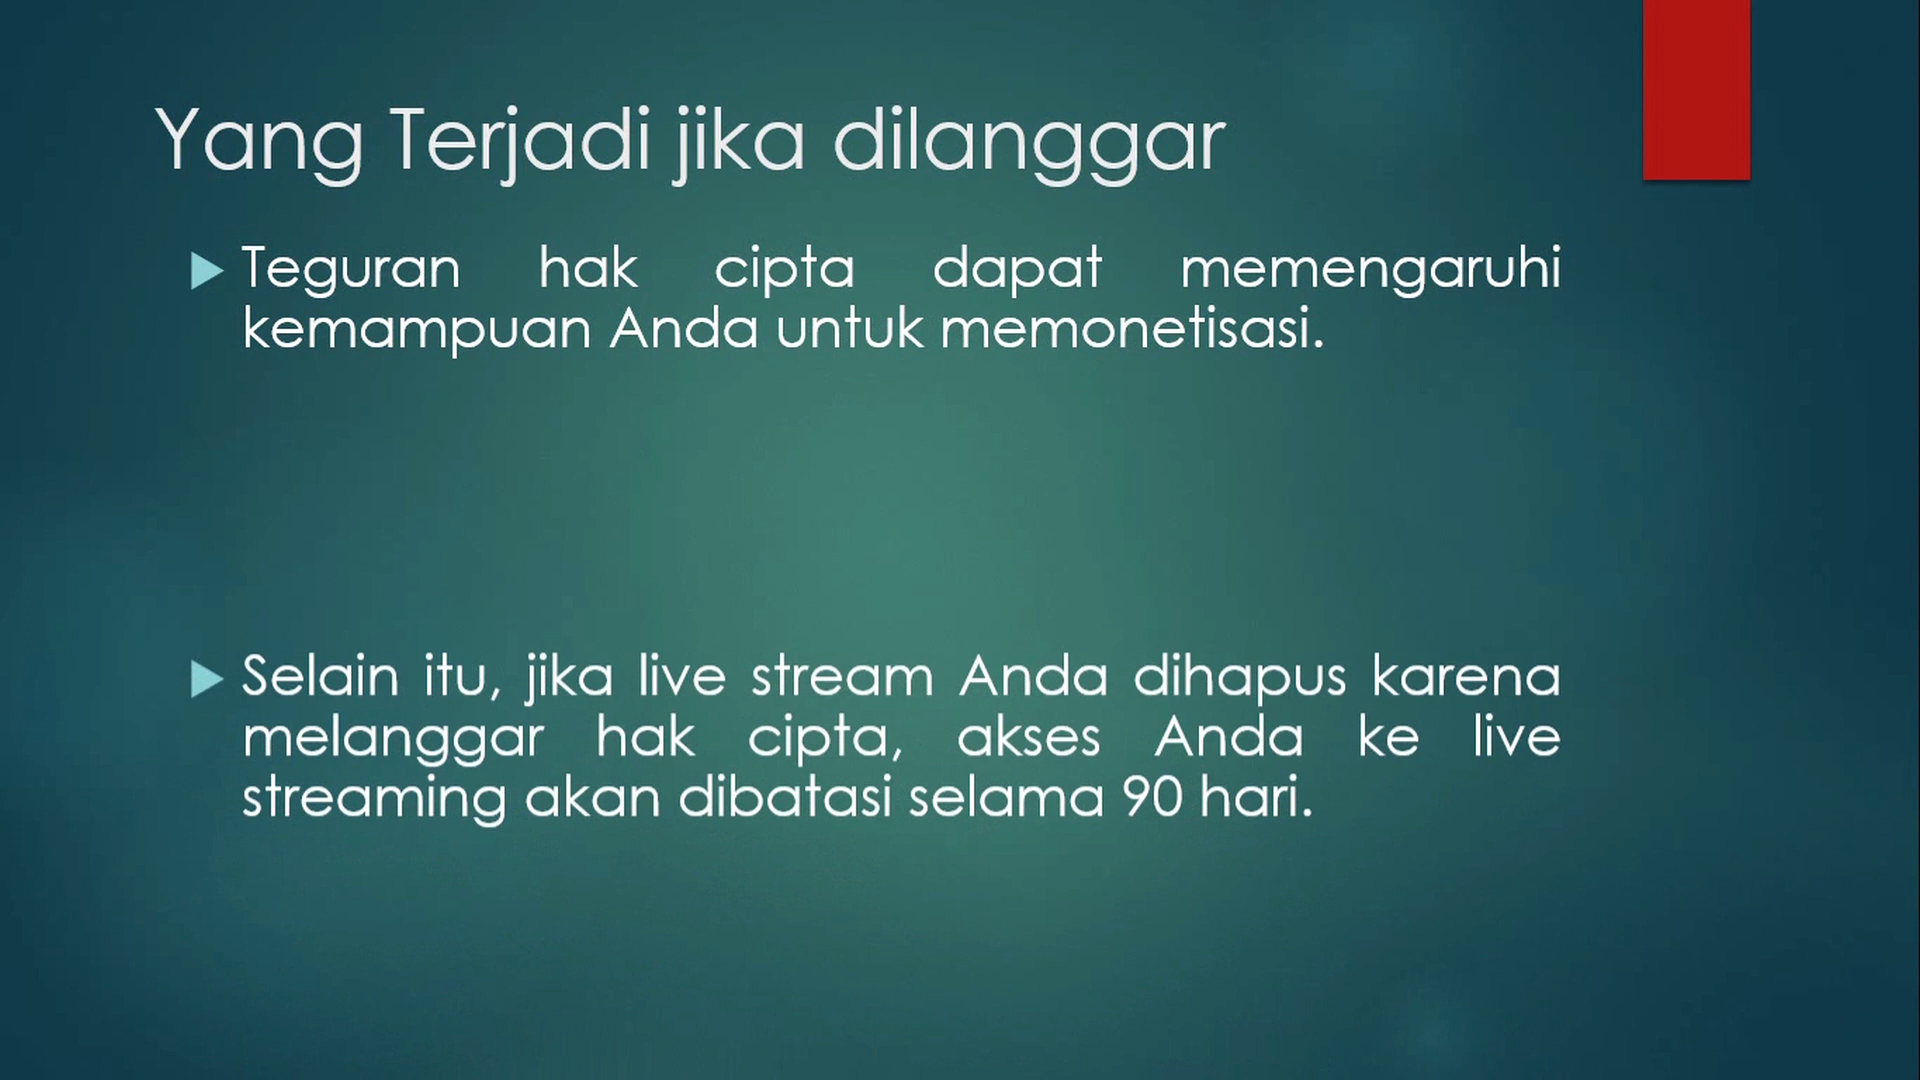 Yang Terjadi jika dilanggar
Teguran hak cipta dapat memengaruhi
kemampuan Anda untuk memonetisasi.
Selain itu, jika live stream Anda dihapus karena
melanggar hak cipta, akses Anda ke live
streaming akan dibatasi selama 90 hari.